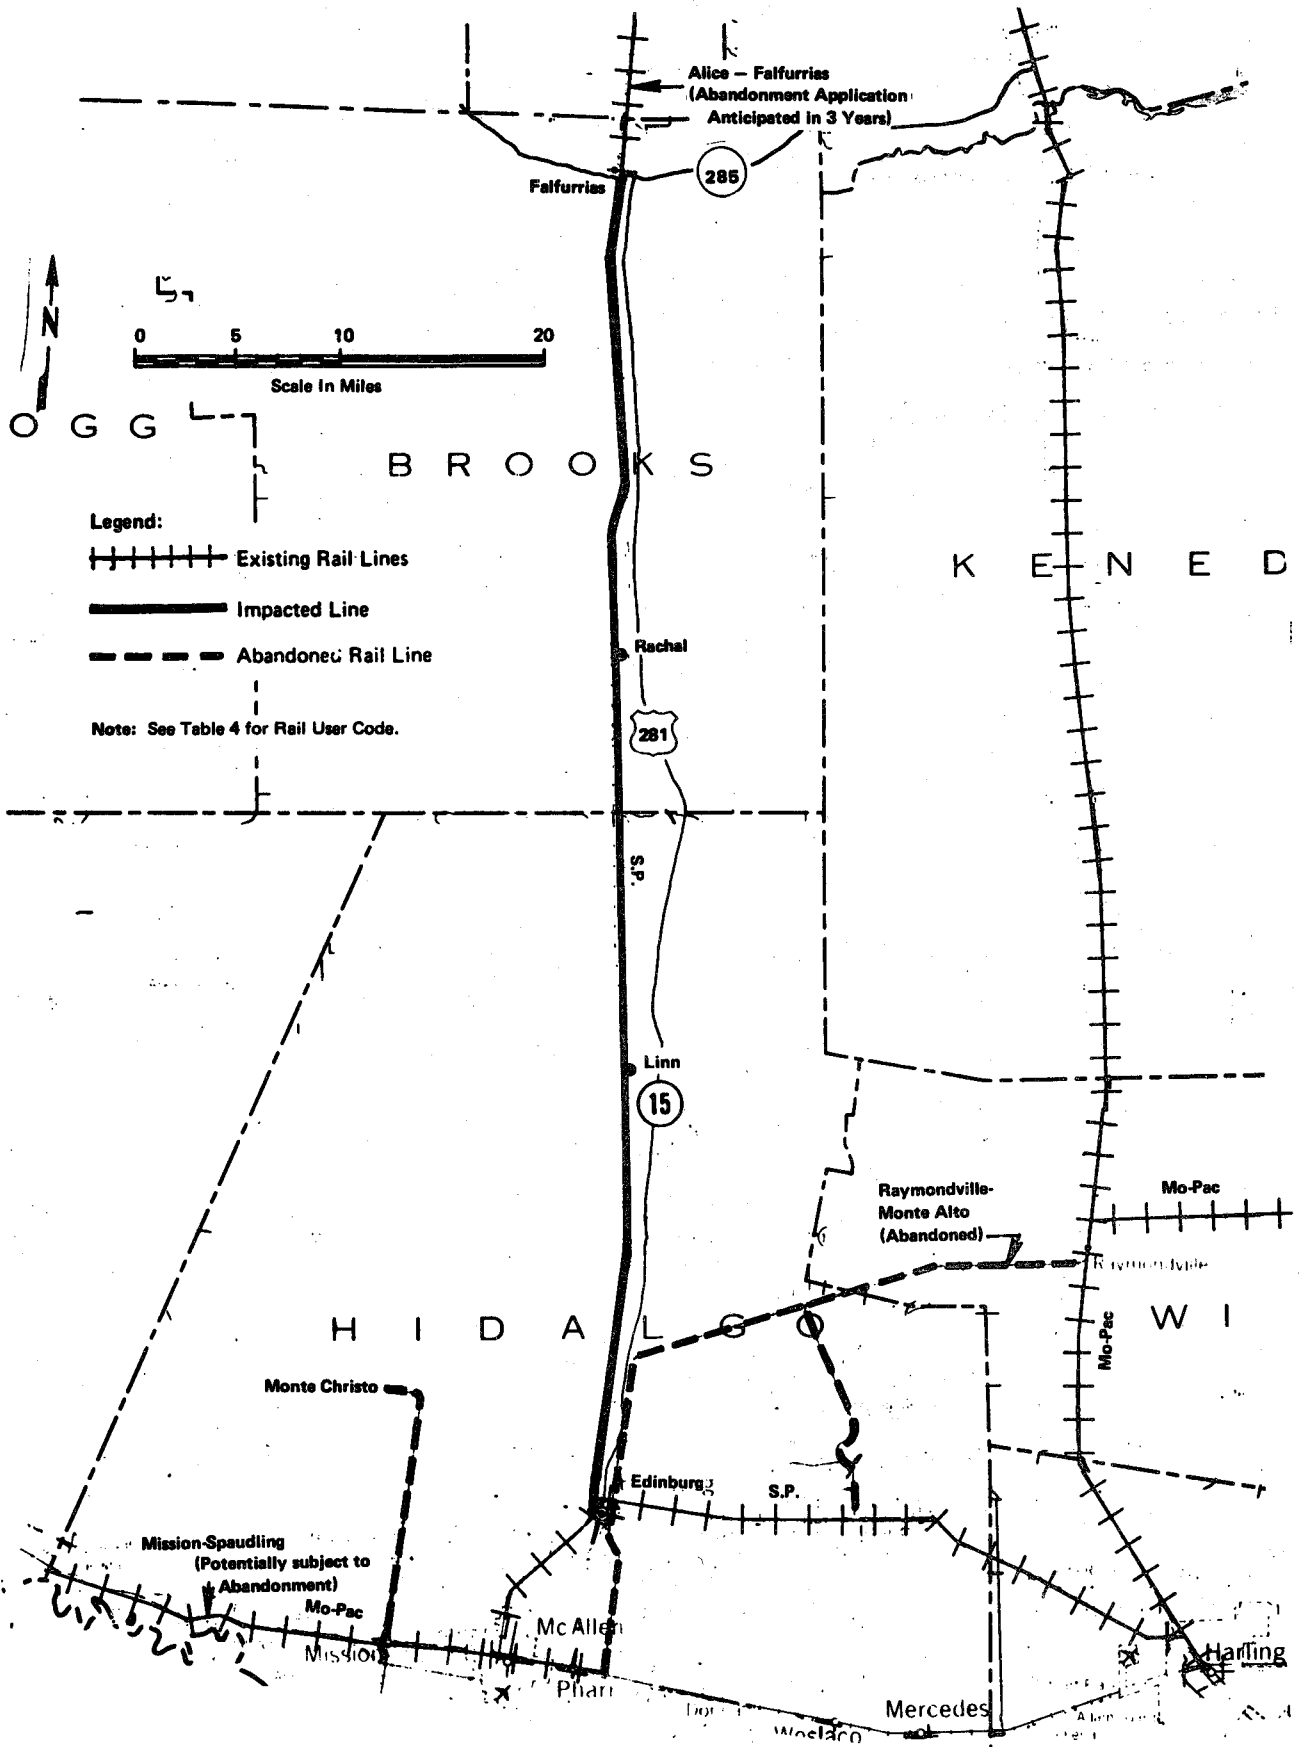 Alice – Falfurrias
(Abandonment Application
Anticipated in 3 Years)
285
Falfurrias
N
0 5 10 20
Scale In Miles
O G G
B R O O K S
Legend:
Existing Rail Lines
Impacted Line
Abandoned Rail Line
Note: See Table 4 for Rail User Code.
K E N E D
Rachal
281
S.P.
Linn
15
Raymondville-
Monte Alto
(Abandoned)
Mo-Pac
Raymondville
H I D A L G O
Mo-Pac
W I
Monte Christo
Edinburg
S.P.
Mission-Spaudling
(Potentially subject to
Abandonment)
Mo-Pac
McAllen
Mission
Pharr
Harling
Mercedes
Weslaco